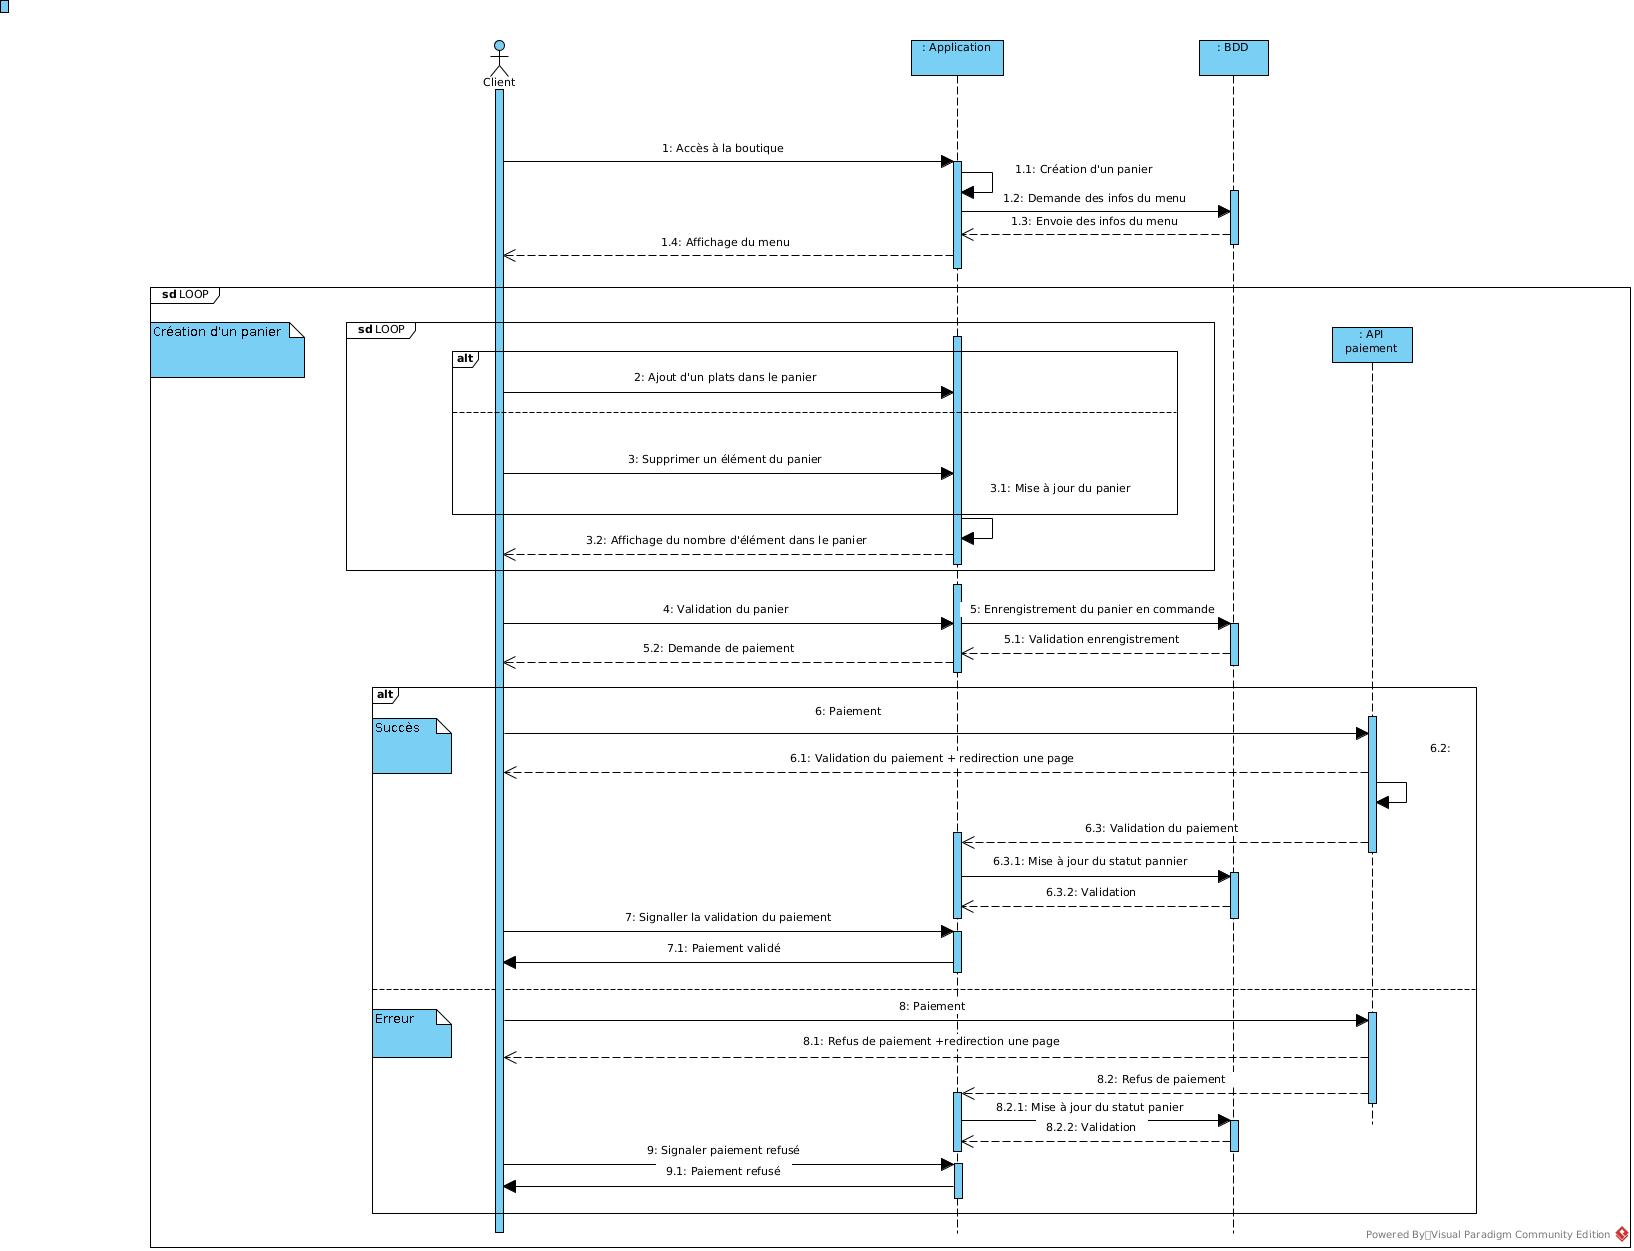 Client
: Application
: BDD
1: Accès à la boutique
1.1: Création d'un panier
1.2: Demande des infos du menu
1.3: Envoie des infos du menu
1.4: Affichage du menu
sd LOOP
Création d'un panier
sd LOOP
: API
paiement
alt
2: Ajout d'un plats dans le panier
3: Supprimer un élément du panier
3.1: Mise à jour du panier
3.2: Affichage du nombre d'élément dans le panier
4: Validation du panier
5: Enrengistrement du panier en commande
5.1: Validation enrengistrement
5.2: Demande de paiement
alt
Succès
6: Paiement
6.1: Validation du paiement + redirection une page
6.2:
6.3: Validation du paiement
6.3.1: Mise à jour du statut pannier
6.3.2: Validation
7: Signaller la validation du paiement
7.1: Paiement validé
Erreur
8: Paiement
8.1: Refus de paiement +redirection une page
8.2: Refus de paiement
8.2.1: Mise à jour du statut panier
8.2.2: Validation
9: Signaler paiement refusé
9.1: Paiement refusé
Powered By Visual Paradigm Community Edition